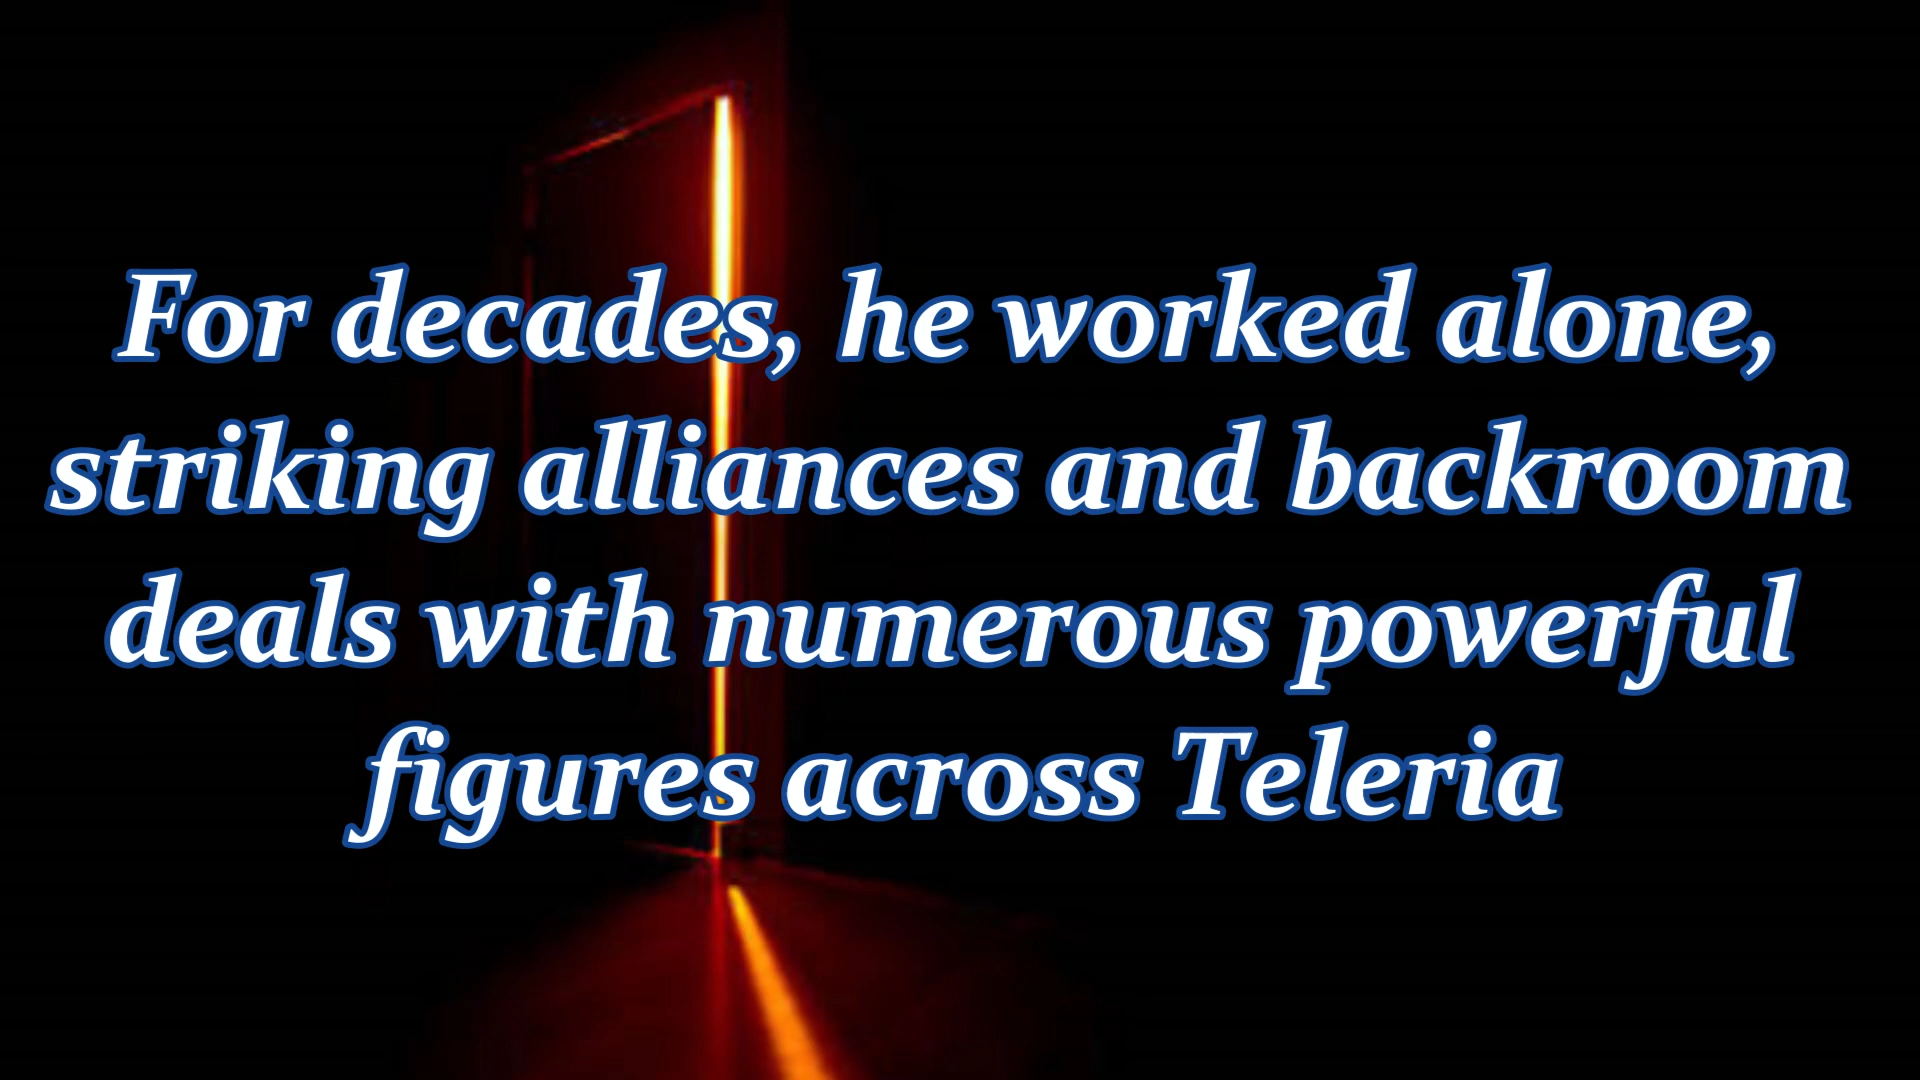 For decades, he worked alone,
striking alliances and backroom
deals with numerous powerful
figures across Teleria